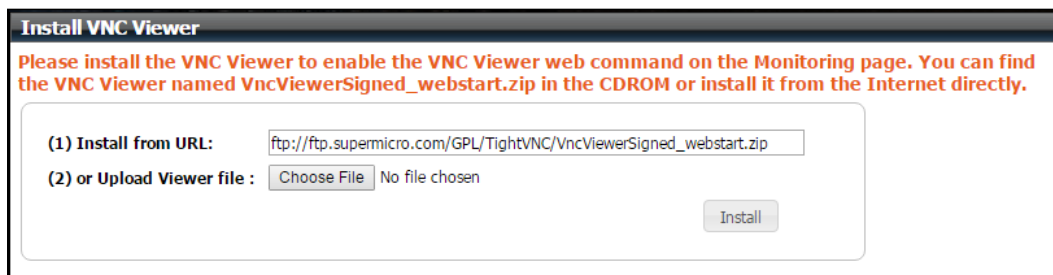 Install VNC Viewer
Please install the VNC Viewer to enable the VNC Viewer web command on the Monitoring page. You can find
the VNC Viewer named VncViewerSigned_webstart.zip in the CDROM or install it from the Internet directly.
(1) Install from URL: ftp://ftp.supermicro.com/GPL/TightVNC/VncViewerSigned_webstart.zip
(2) or Upload Viewer file : Choose File No file chosen
Install